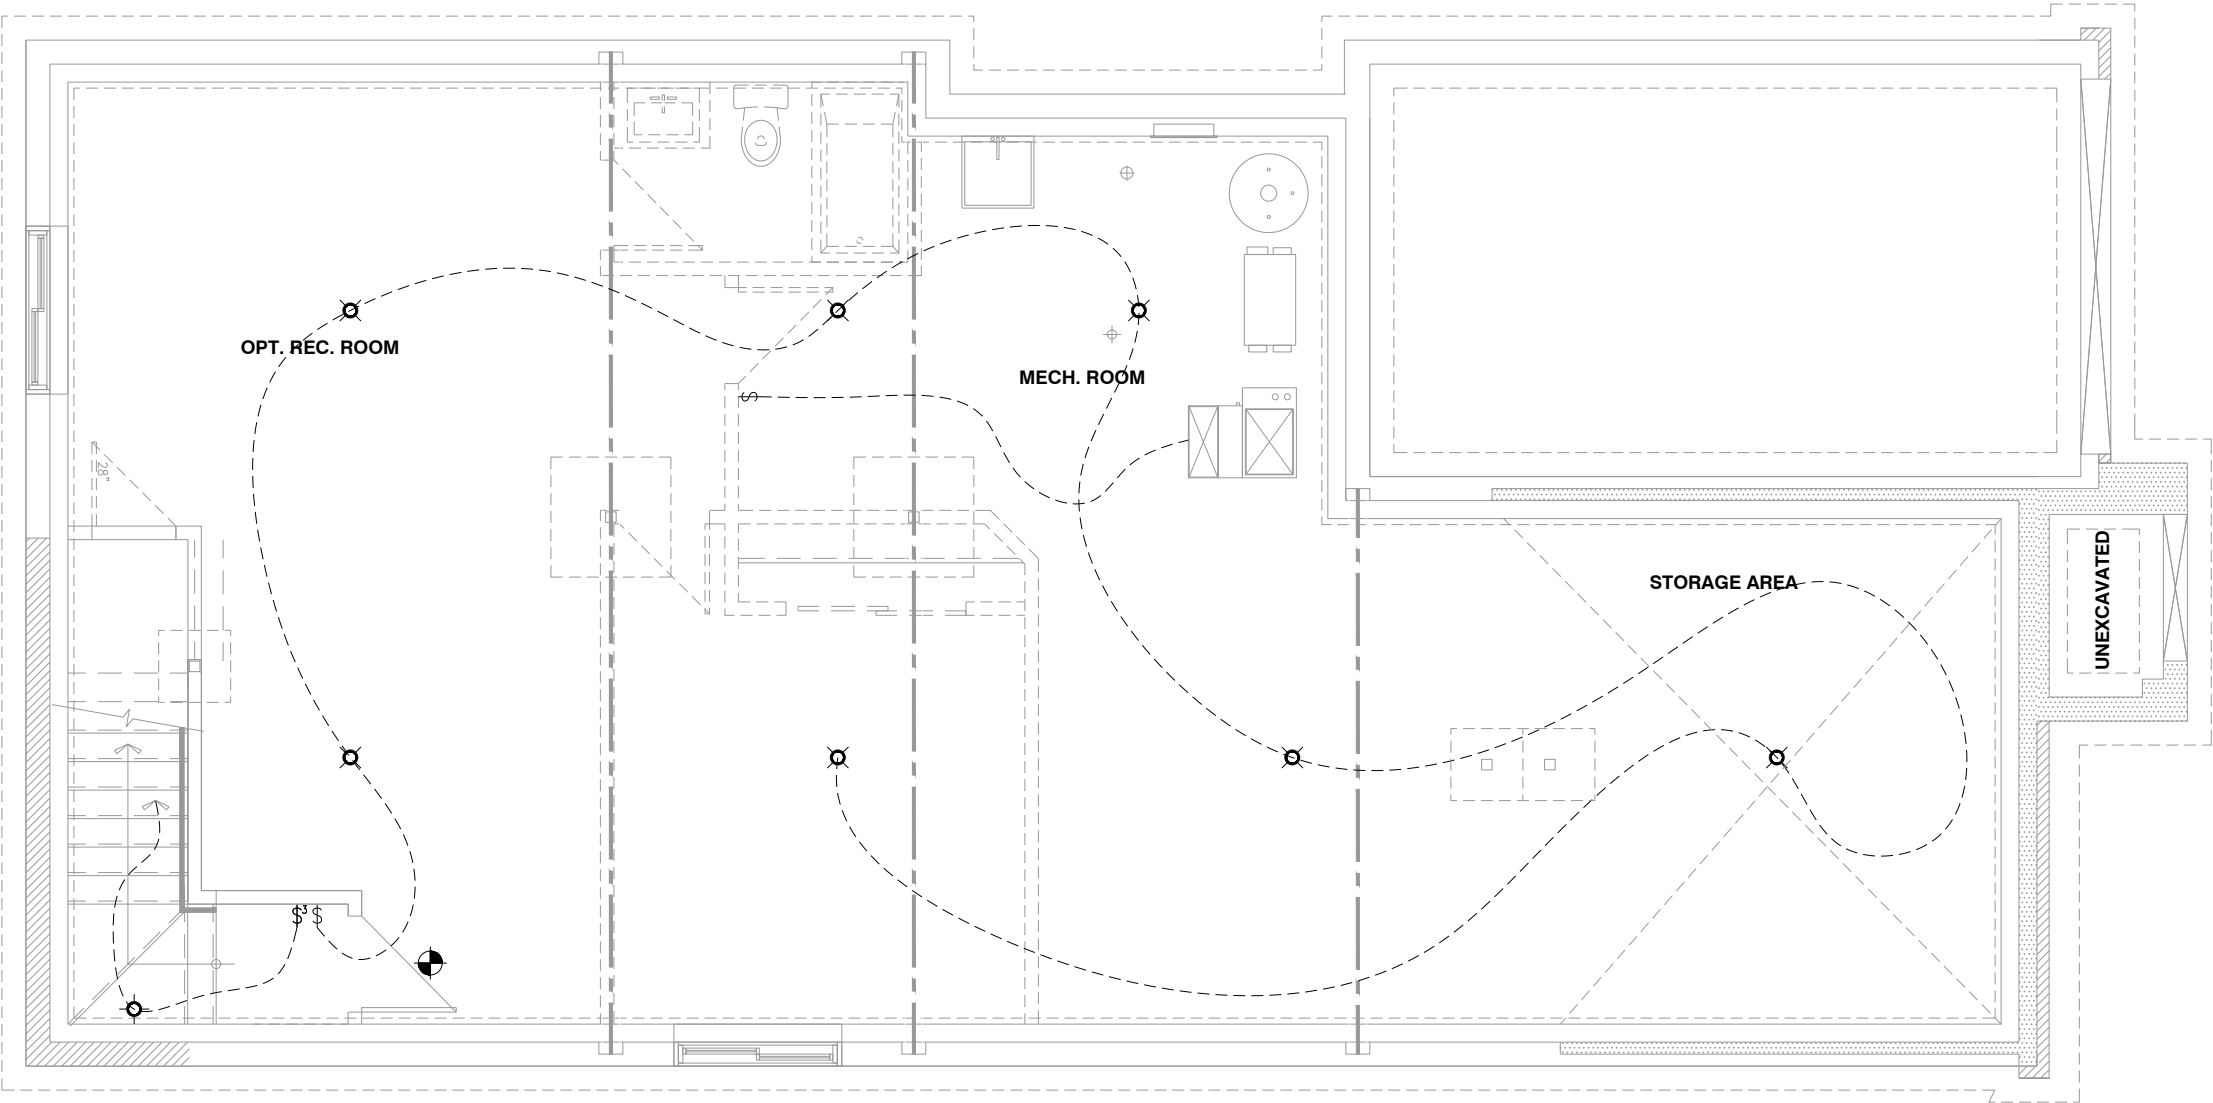 OPT. REC. ROOM
MECH. ROOM
S
28"
STORAGE AREA
UNEXCAVATED
$³ $